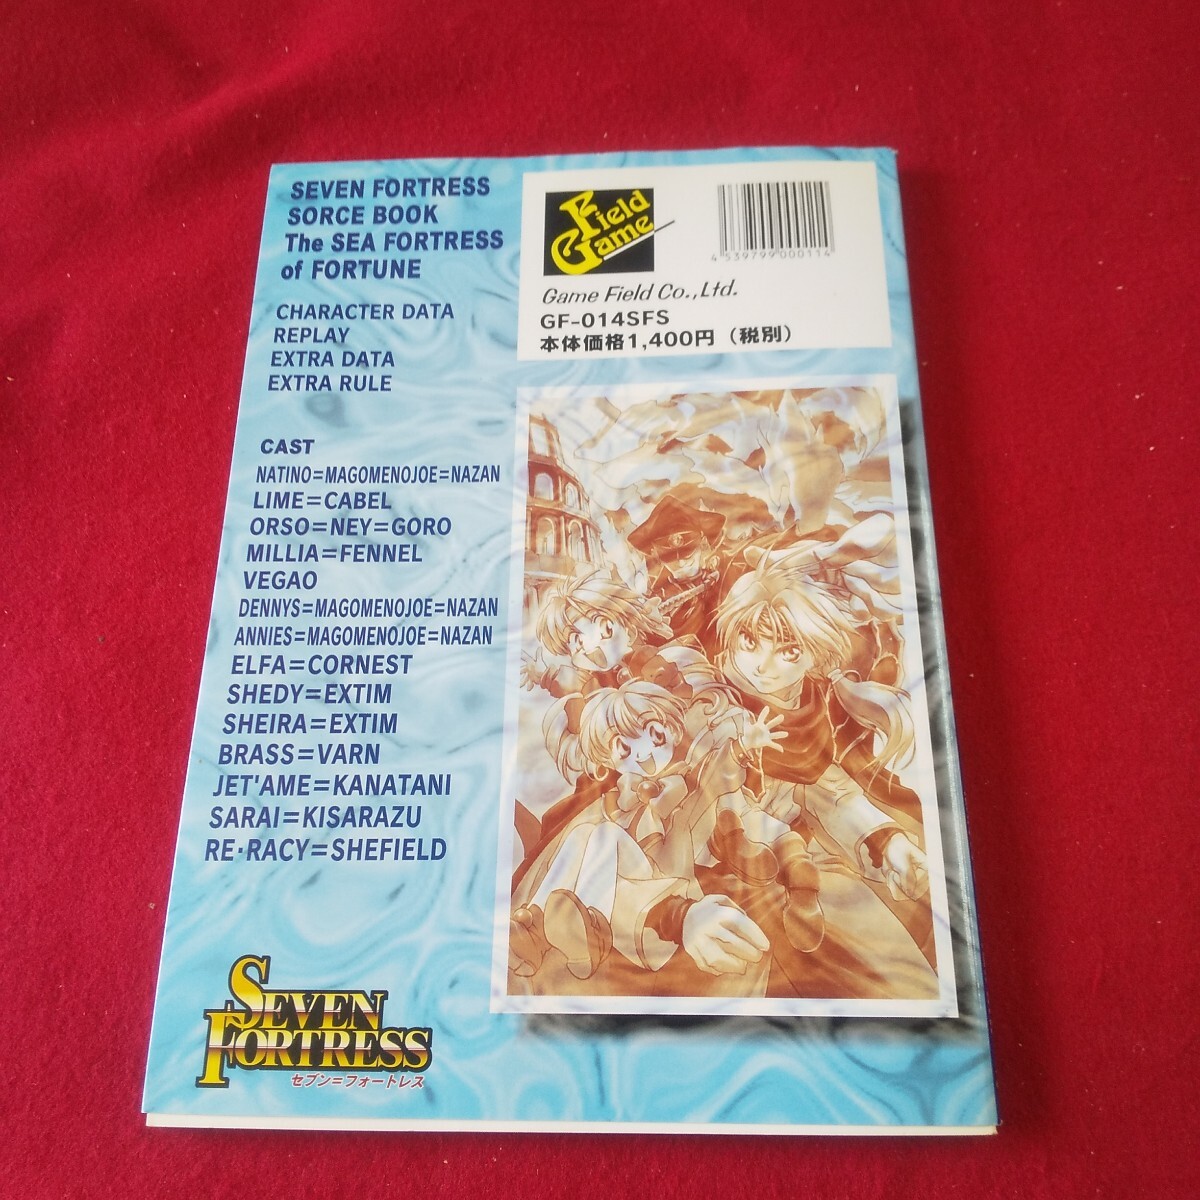 SEVEN FORTRESS
SORCE BOOK
The SEA FORTRESS
of FORTUNE
CHARACTER DATA
REPLAY
EXTRA DATA
EXTRA RULE
CAST
NATINO=MAGOMENOJOE=NAZAN
LIME=CABEL
ORSO=NEY=GORO
MILLIA=FENNEL
VEGAO
DENNYS=MAGOMENOJOE=NAZAN
ANNIES=MAGOMENOJOE=NAZAN
ELFA=CORNEST
SHEDY=EXTIM
SHEIRA=EXTIM
BRASS=VARN
JET'AME=KANATANI
SARAI=KISARAZU
RE・RACY=SHEFIELD
SEVEN
FORTRESS
セブン=フォートレス
Field
Game
4539799000114
Game Field Co.,Ltd.
GF-014SFS
本体価格1,400円（税別）